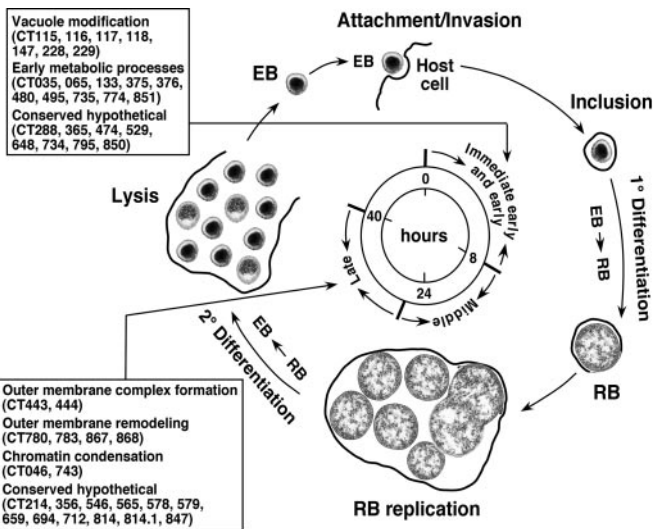 Vacuole modification
(CT115, 116, 117, 118,
147, 228, 229)
Early metabolic processes
(CT035, 065, 133, 375, 376,
480, 495, 735, 774, 851)
Conserved hypothetical
(CT288, 365, 474, 529,
648, 734, 795, 850)
Attachment/Invasion
EB
EB
Host
cell
Inclusion
1° Differentiation
EB
RB
RB
Lysis
0
8
24
40
hours
Immediate early
and early
Middle
Late
2° Differentiation
EB
RB
RB replication
Outer membrane complex formation
(CT443, 444)
Outer membrane remodeling
(CT780, 783, 867, 868)
Chromatin condensation
(CT046, 743)
Conserved hypothetical
(CT214, 356, 546, 565, 578, 579,
659, 694, 712, 814, 814.1, 847)